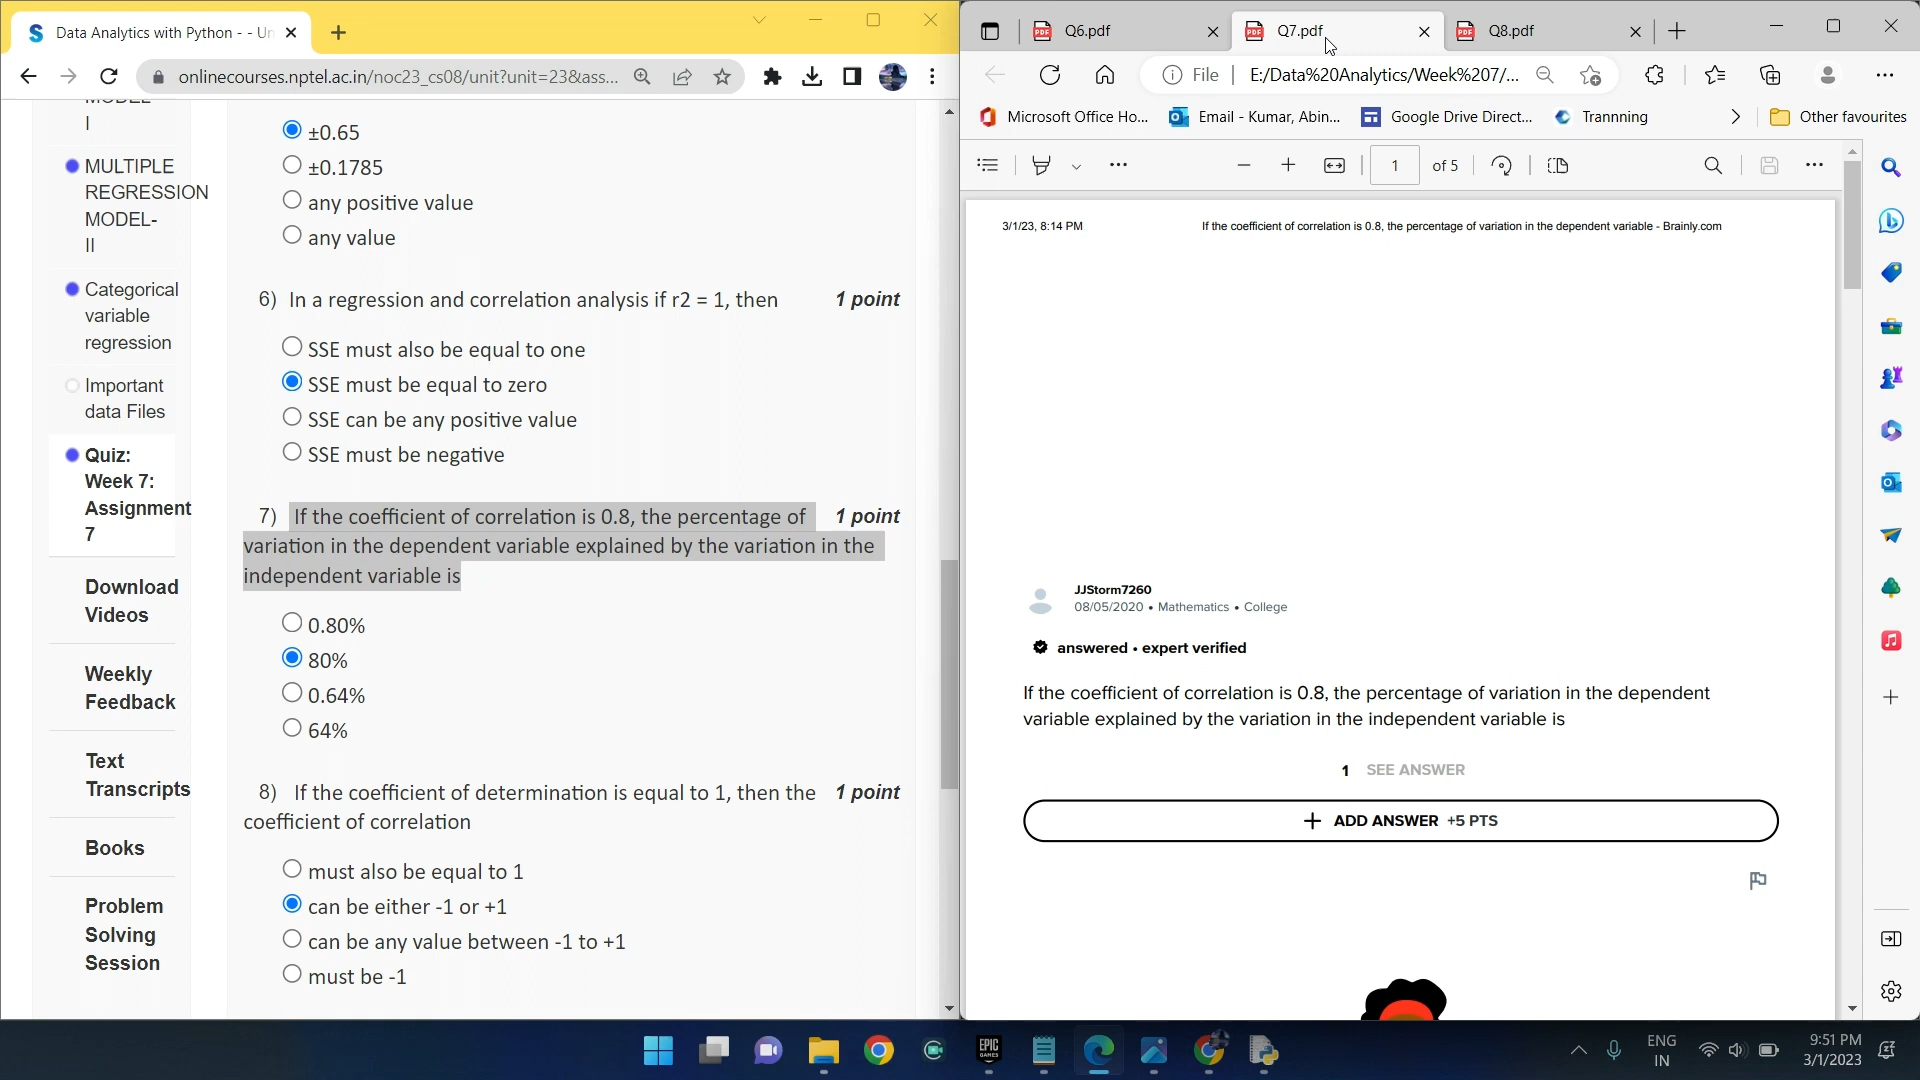 Data Analytics with Python - - Un
onlinecourses.nptel.ac.in/noc23_cs08/unit?unit=23&ass...
I
MULTIPLE
REGRESSION
MODEL-
II
Categorical
variable
regression
Important
data Files
Quiz:
Week 7:
Assignment
7
Download
Videos
Weekly
Feedback
Text
Transcripts
Books
Problem
Solving
Session
±0.65
±0.1785
any positive value
any value
6) In a regression and correlation analysis if r2 = 1, then 1 point
SSE must also be equal to one
SSE must be equal to zero
SSE can be any positive value
SSE must be negative
7) If the coefficient of correlation is 0.8, the percentage of 1 point
variation in the dependent variable explained by the variation in the
independent variable is
0.80%
80%
0.64%
64%
8) If the coefficient of determination is equal to 1, then the 1 point
coefficient of correlation
must also be equal to 1
can be either -1 or +1
can be any value between -1 to +1
must be -1
Q6.pdf
Q7.pdf
Q8.pdf
File E:/Data%20Analytics/Week%207/...
Microsoft Office Ho...
Email - Kumar, Abin...
Google Drive Direct...
Trannning
Other favourites
1 of 5
3/1/23, 8:14 PM
If the coefficient of correlation is 0.8, the percentage of variation in the dependent variable - Brainly.com
JJStorm7260
08/05/2020 • Mathematics • College
answered • expert verified
If the coefficient of correlation is 0.8, the percentage of variation in the dependent
variable explained by the variation in the independent variable is
1 SEE ANSWER
ADD ANSWER +5 PTS
EPIC
GAMES
ENG
IN
9:51 PM
3/1/2023